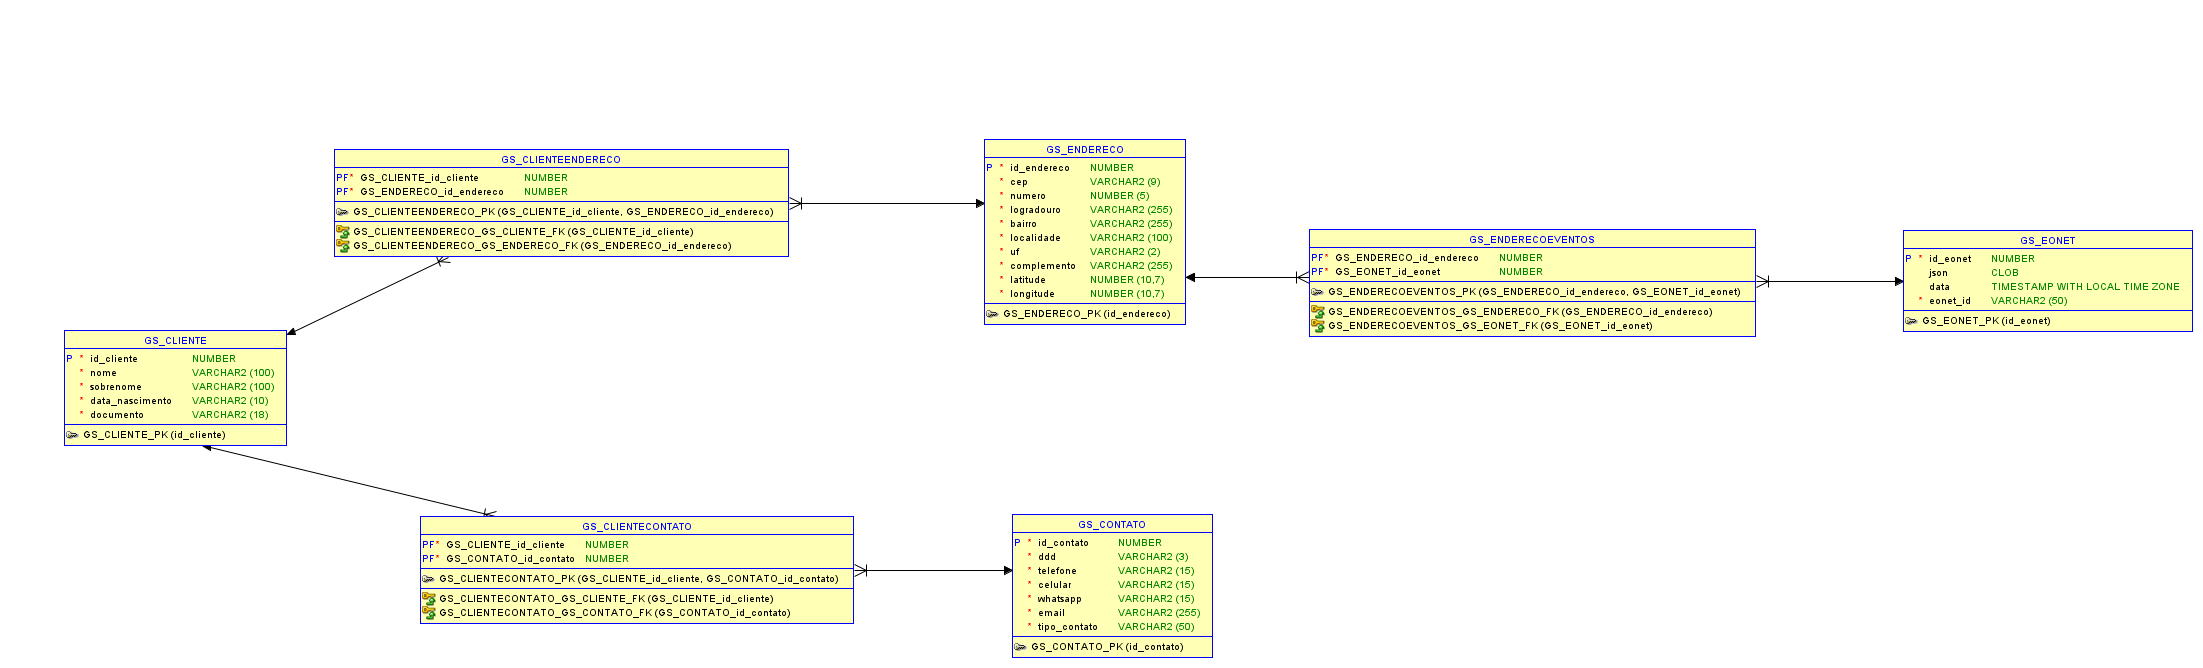 GS_CLIENTEENDERECO
PF* GS_CLIENTE_id_cliente NUMBER
PF* GS_ENDERECO_id_endereco NUMBER
GS_CLIENTEENDERECO_PK (GS_CLIENTE_id_cliente, GS_ENDERECO_id_endereco)
GS_CLIENTEENDERECO_GS_CLIENTE_FK (GS_CLIENTE_id_cliente)
GS_CLIENTEENDERECO_GS_ENDERECO_FK (GS_ENDERECO_id_endereco)
GS_ENDERECO
P * id_endereco NUMBER
* cep VARCHAR2 (9)
* numero NUMBER (5)
* logradouro VARCHAR2 (255)
* bairro VARCHAR2 (255)
* localidade VARCHAR2 (100)
* uf VARCHAR2 (2)
* complemento VARCHAR2 (255)
* latitude NUMBER (10,7)
* longitude NUMBER (10,7)
GS_ENDERECO_PK (id_endereco)
GS_ENDERECOEVENTOS
PF* GS_ENDERECO_id_endereco NUMBER
PF* GS_EONET_id_eonet NUMBER
GS_ENDERECOEVENTOS_PK (GS_ENDERECO_id_endereco, GS_EONET_id_eonet)
GS_ENDERECOEVENTOS_GS_ENDERECO_FK (GS_ENDERECO_id_endereco)
GS_ENDERECOEVENTOS_GS_EONET_FK (GS_EONET_id_eonet)
GS_EONET
P * id_eonet NUMBER
json CLOB
data TIMESTAMP WITH LOCAL TIME ZONE
* eonet_id VARCHAR2 (50)
GS_EONET_PK (id_eonet)
GS_CLIENTE
P * id_cliente NUMBER
* nome VARCHAR2 (100)
* sobrenome VARCHAR2 (100)
* data_nascimento VARCHAR2 (10)
* documento VARCHAR2 (18)
GS_CLIENTE_PK (id_cliente)
GS_CLIENTECONTATO
PF* GS_CLIENTE_id_cliente NUMBER
PF* GS_CONTATO_id_contato NUMBER
GS_CLIENTECONTATO_PK (GS_CLIENTE_id_cliente, GS_CONTATO_id_contato)
GS_CLIENTECONTATO_GS_CLIENTE_FK (GS_CLIENTE_id_cliente)
GS_CLIENTECONTATO_GS_CONTATO_FK (GS_CONTATO_id_contato)
GS_CONTATO
P * id_contato NUMBER
* ddd VARCHAR2 (3)
* telefone VARCHAR2 (15)
* celular VARCHAR2 (15)
* whatsapp VARCHAR2 (15)
* email VARCHAR2 (255)
* tipo_contato VARCHAR2 (50)
GS_CONTATO_PK (id_contato)